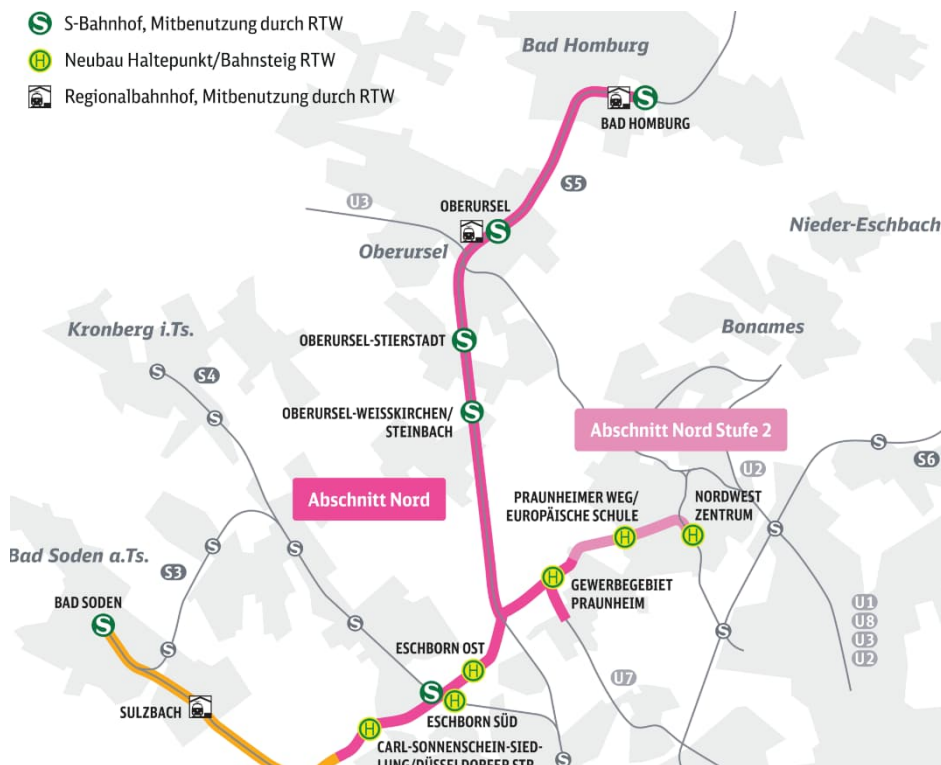 S-Bahnhof, Mitbenutzung durch RTW
Neubau Haltepunkt/Bahnsteig RTW
Regionalbahnhof, Mitbenutzung durch RTW
Bad Homburg
BAD HOMBURG
S5
U3
OBERURSEL
Oberursel
Nieder-Eschbach
Kronberg i.Ts.
OBERURSEL-STIERSTADT
Bonames
S4
OBERURSEL-WEISSKIRCHEN/
STEINBACH
Abschnitt Nord Stufe 2
S6
U2
Abschnitt Nord
PRAUNHEIMER WEG/
EUROPÄISCHE SCHULE
NORDWEST
ZENTRUM
Bad Soden a.Ts.
S3
GEWERBEGEBIET
PRAUNHEIM
BAD SODEN
U1
U8
U3
U2
ESCHBORN OST
U7
SULZBACH
ESCHBORN SÜD
CARL-SONNENSCHEIN-SIED-
LUNG/DÜSSELDORFER STR.